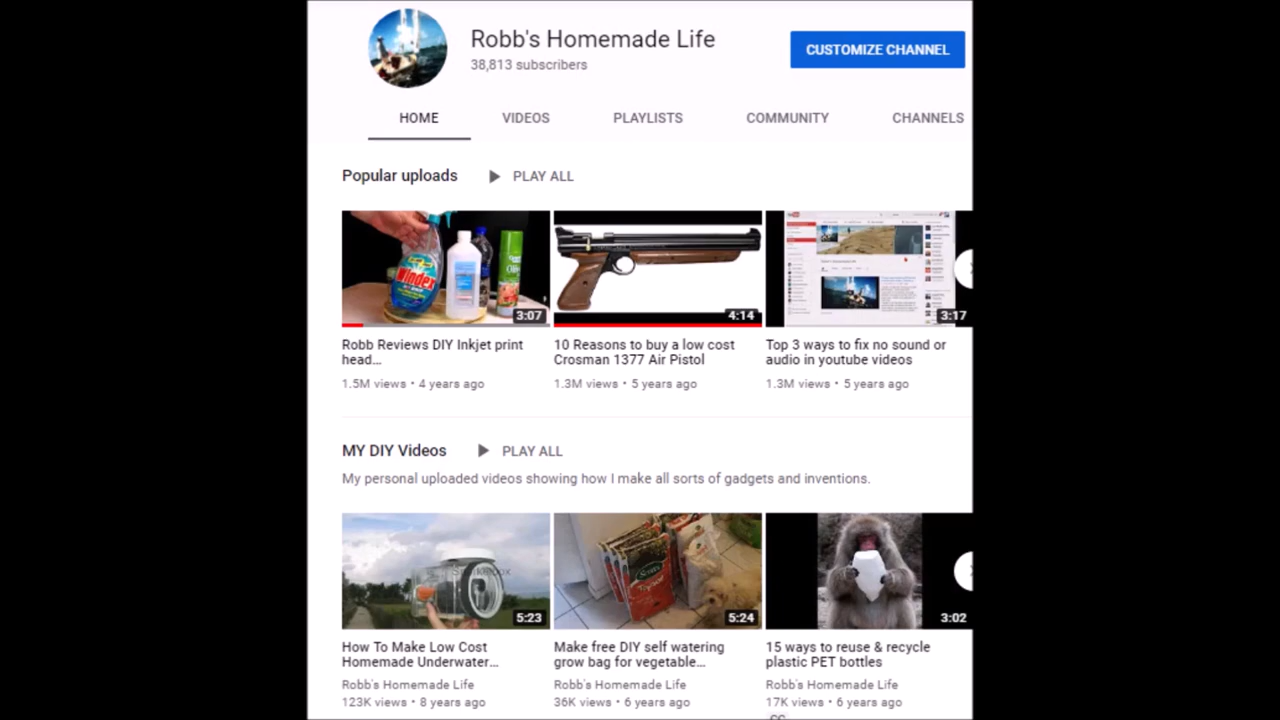 Robb's Homemade Life
38,813 subscribers
CUSTOMIZE CHANNEL
HOME
VIDEOS
PLAYLISTS
COMMUNITY
CHANNELS
Popular uploads
PLAY ALL
Windex
3:07
4:14
3:17
Robb Reviews DIY Inkjet print
head...
1.5M views • 4 years ago
10 Reasons to buy a low cost
Crosman 1377 Air Pistol
1.3M views • 5 years ago
Top 3 ways to fix no sound or
audio in youtube videos
1.3M views • 5 years ago
MY DIY Videos
PLAY ALL
My personal uploaded videos showing how I make all sorts of gadgets and inventions.
5:23
5:24
3:02
How To Make Low Cost
Homemade Underwater...
Robb's Homemade Life
123K views • 8 years ago
Make free DIY self watering
grow bag for vegetable...
Robb's Homemade Life
36K views • 6 years ago
15 ways to reuse & recycle
plastic PET bottles
Robb's Homemade Life
17K views • 6 years ago